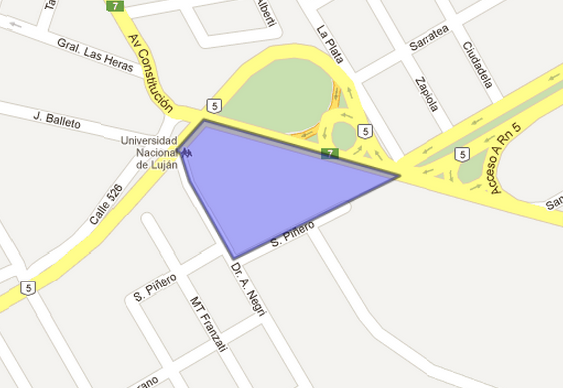 7
Alberti
La Plata
Sarratea
Ciudadela
Zapiola
Gral. Las Heras
Av Constitución
5
J. Balleto
Universidad
Nacional
de Luján
5
7
5
Acceso A Rn 5
Calle 526
S. Piñero
Dr. A. Negri
S. Piñero
MT Franzati
5